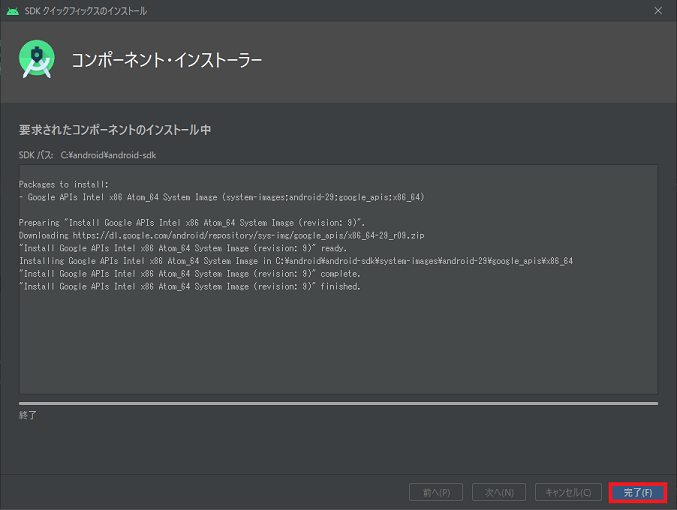 SDK クイックフィックスのインストール
コンポーネント・インストーラー
要求されたコンポーネントのインストール中
SDK パス: C:¥android¥android-sdk
Packages to install:
- Google APIs Intel x86 Atom_64 System Image (system-images;android-29;google_apis;x86_64)
Preparing "Install Google APIs Intel x86 Atom_64 System Image (revision: 9)".
Downloading https://dl.google.com/android/repository/sys-img/google_apis/x86_64-29_r09.zip
"Install Google APIs Intel x86 Atom_64 System Image (revision: 9)" ready.
Installing Google APIs Intel x86 Atom_64 System Image in C:¥android¥android-sdk¥system-images¥android-29¥google_apis¥x86_64
"Install Google APIs Intel x86 Atom_64 System Image (revision: 9)" complete.
"Install Google APIs Intel x86 Atom_64 System Image (revision: 9)" finished.
終了
前へ(P) 次へ(N) キャンセル(C) 完了(F)